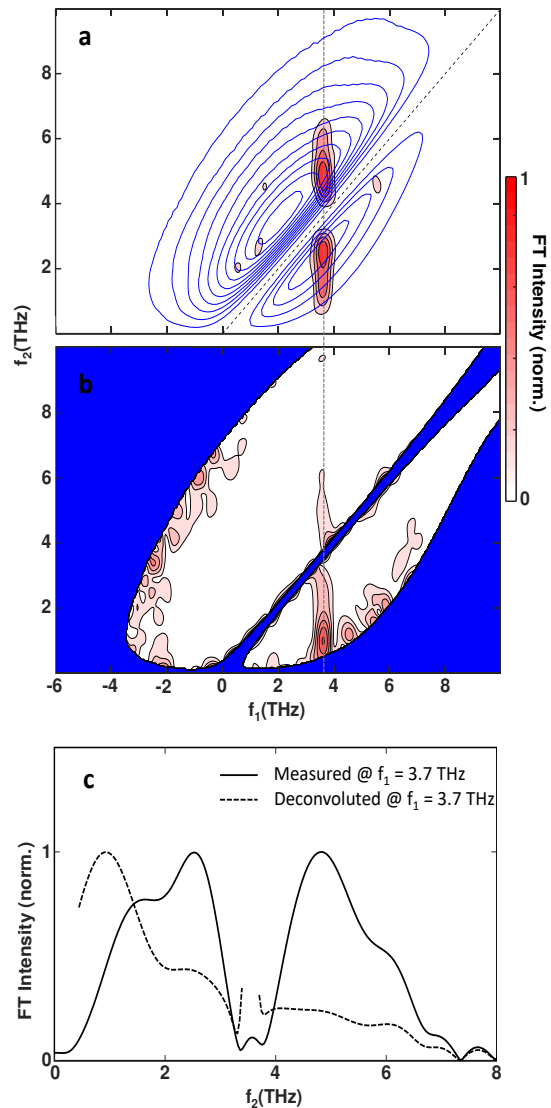 a
8
6
4
2
f2(THz)
1
0
FT Intensity (norm.)
b
8
6
4
2
-6 -4 -2 0 2 4 6 8
f1(THz)
c
Measured @ f1 = 3.7 THz
Deconvoluted @ f1 = 3.7 THz
1
0
FT Intensity (norm.)
0 2 4 6 8
f2(THz)